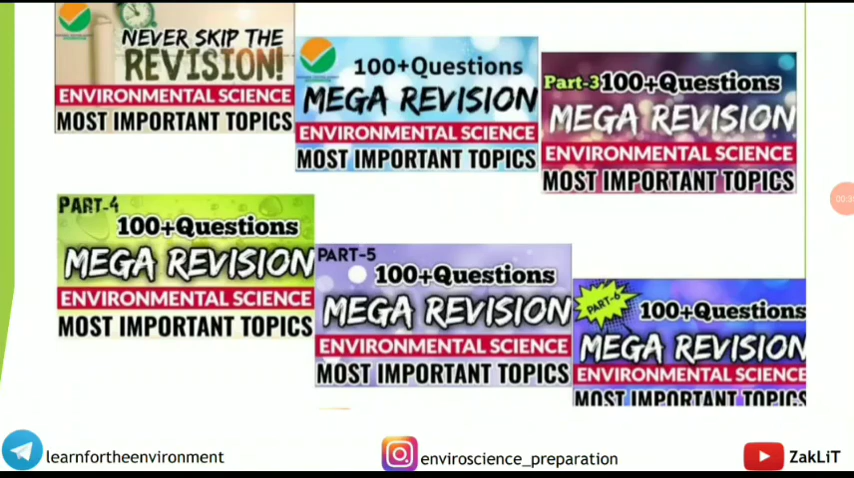 NEVER SKIP THE
REVISION!
ENVIRONMENTAL SCIENCE
MOST IMPORTANT TOPICS
100+Questions
MEGA REVISION
ENVIRONMENTAL SCIENCE
MOST IMPORTANT TOPICS
Part-3 100+Questions
MEGA REVISION
ENVIRONMENTAL SCIENCE
MOST IMPORTANT TOPICS
PART-4
100+Questions
MEGA REVISION
ENVIRONMENTAL SCIENCE
MOST IMPORTANT TOPICS
PART-5
100+Questions
MEGA REVISION
ENVIRONMENTAL SCIENCE
MOST IMPORTANT TOPICS
PART-6
100+Questions
MEGA REVISION
ENVIRONMENTAL SCIENCE
MOST IMPORTANT TOPICS
learnfortheenvironment
enviroscience_preparation
ZakLiT